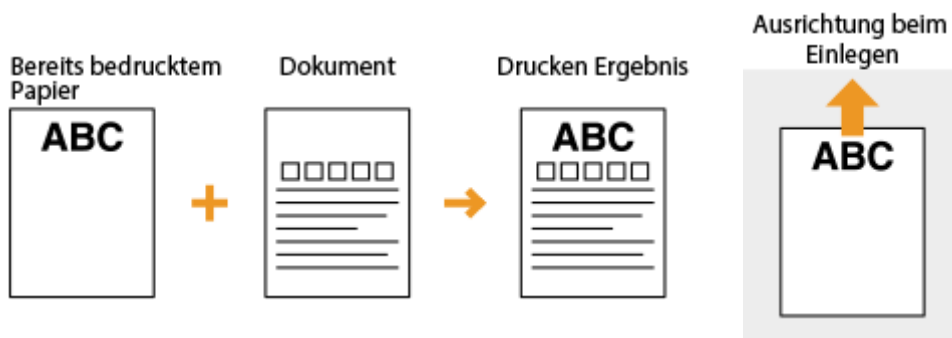 Bereits bedrucktem
Papier
ABC
Dokument
Drucken Ergebnis
ABC
Ausrichtung beim
Einlegen
ABC